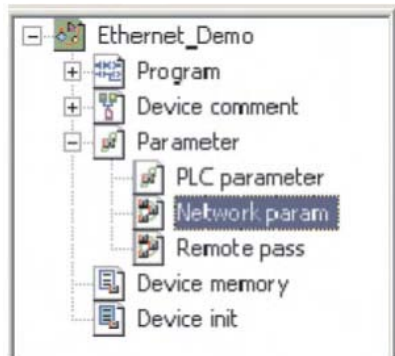 Ethernet_Demo
Program
Device comment
Parameter
PLC parameter
Network param
Remote pass
Device memory
Device init